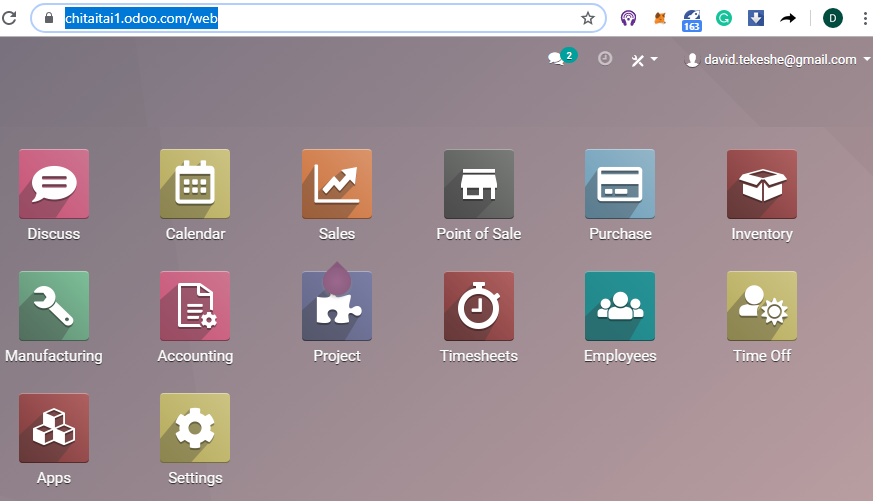 chitaitai1.odoo.com/web
163
D
2
david.tekeshe@gmail.com
Discuss
Calendar
Sales
Point of Sale
Purchase
Inventory
Manufacturing
Accounting
Project
Timesheets
Employees
Time Off
Apps
Settings